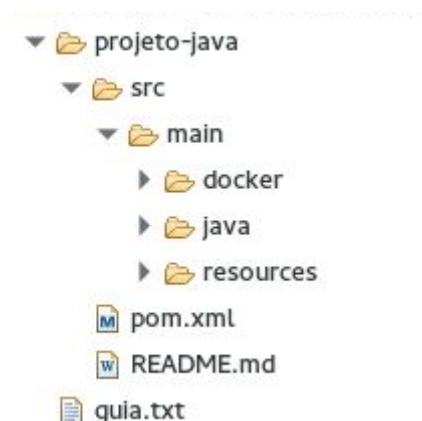 projeto-java
src
main
docker
java
resources
pom.xml
README.md
guia.txt